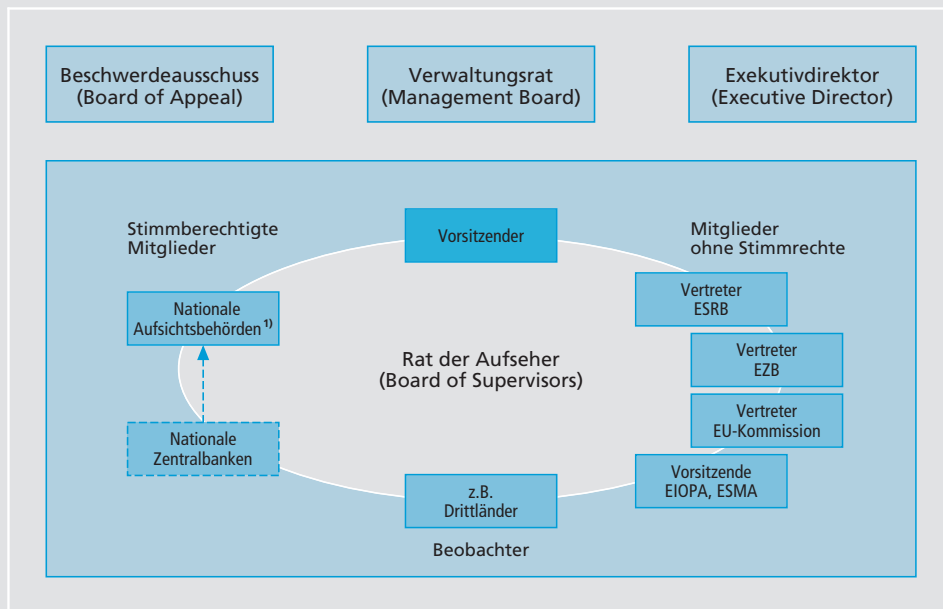 Beschwerdeausschuss
(Board of Appeal)
Verwaltungsrat
(Management Board)
Exekutivdirektor
(Executive Director)
Stimmberechtigte
Mitglieder
Vorsitzender
Mitglieder
ohne Stimmrechte
Nationale
Aufsichtsbehörden 1)
Vertreter
ESRB
Rat der Aufseher
(Board of Supervisors)
Vertreter
EZB
Nationale
Zentralbanken
Vertreter
EU-Kommission
Vorsitzende
EIOPA, ESMA
z.B.
Drittländer
Beobachter